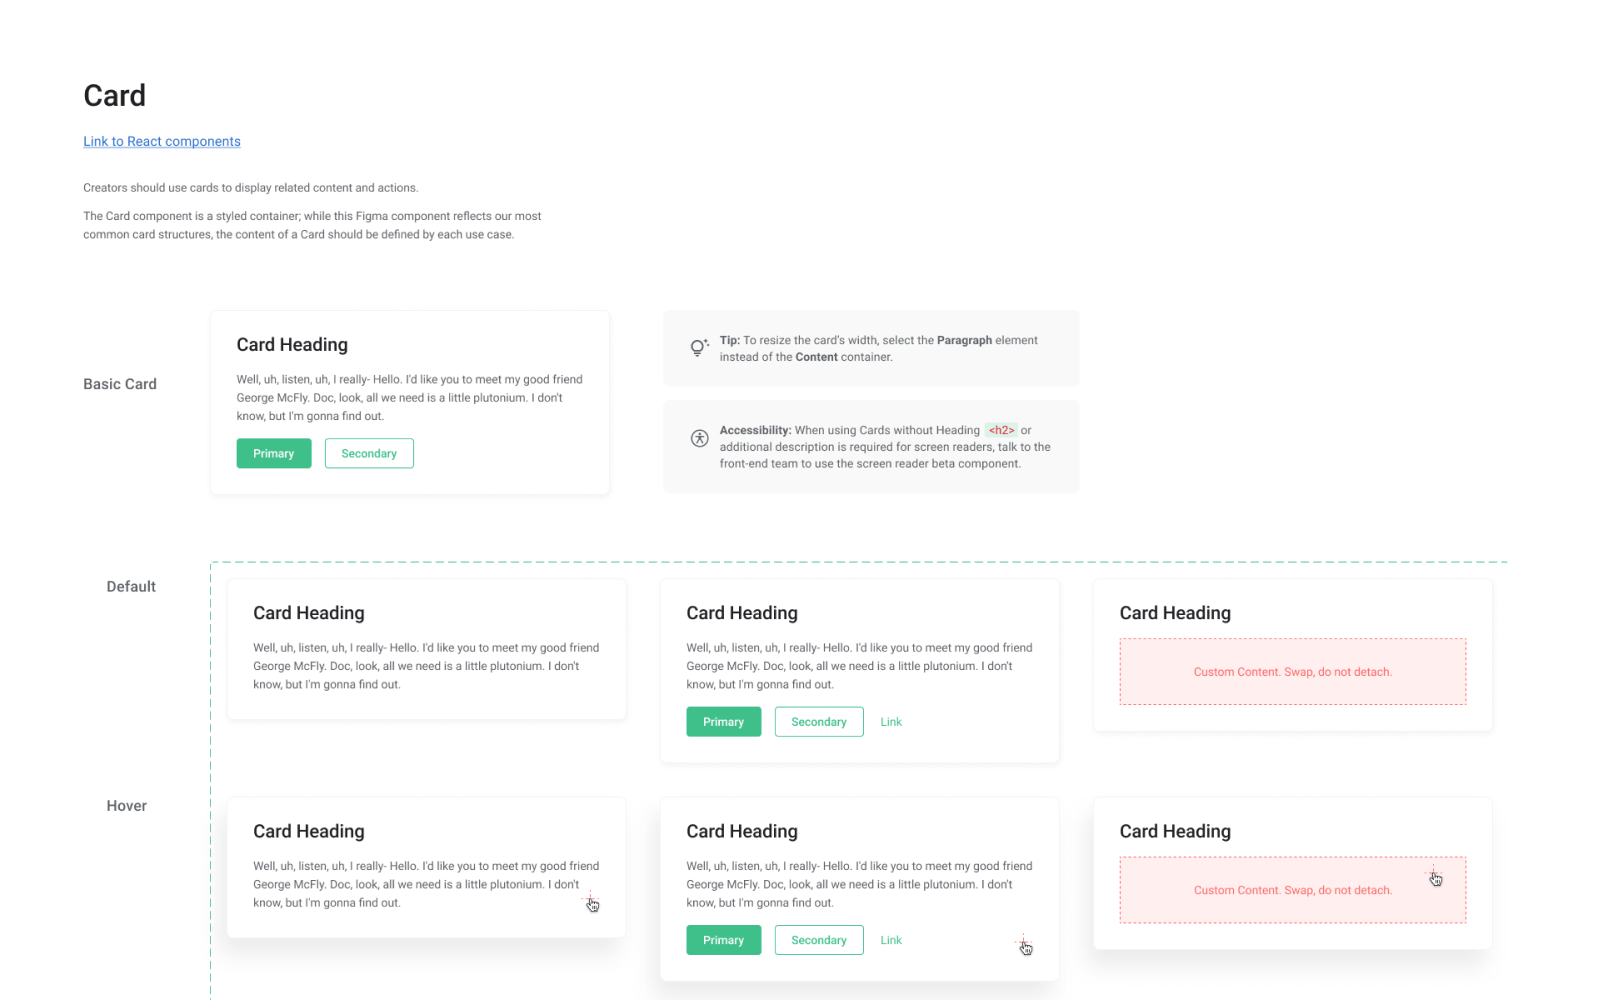 Card
Link to React components
Creators should use cards to display related content and actions.
The Card component is a styled container; while this Figma component reflects our most
common card structures, the content of a Card should be defined by each use case.
Basic Card
Card Heading
Well, uh, listen, uh, I really- Hello. I'd like you to meet my good friend
George McFly. Doc, look, all we need is a little plutonium. I don't
know, but I'm gonna find out.
Primary
Secondary
Tip: To resize the card's width, select the Paragraph element
instead of the Content container.
Accessibility: When using Cards without Heading <h2> or
additional description is required for screen readers, talk to the
front-end team to use the screen reader beta component.
Default
Card Heading
Well, uh, listen, uh, I really- Hello. I'd like you to meet my good friend
George McFly. Doc, look, all we need is a little plutonium. I don't
know, but I'm gonna find out.
Card Heading
Well, uh, listen, uh, I really- Hello. I'd like you to meet my good friend
George McFly. Doc, look, all we need is a little plutonium. I don't
know, but I'm gonna find out.
Primary
Secondary
Link
Card Heading
Custom Content. Swap, do not detach.
Hover
Card Heading
Well, uh, listen, uh, I really- Hello. I'd like you to meet my good friend
George McFly. Doc, look, all we need is a little plutonium. I don't
know, but I'm gonna find out.
Card Heading
Well, uh, listen, uh, I really- Hello. I'd like you to meet my good friend
George McFly. Doc, look, all we need is a little plutonium. I don't
know, but I'm gonna find out.
Primary
Secondary
Link
Card Heading
Custom Content. Swap, do not detach.